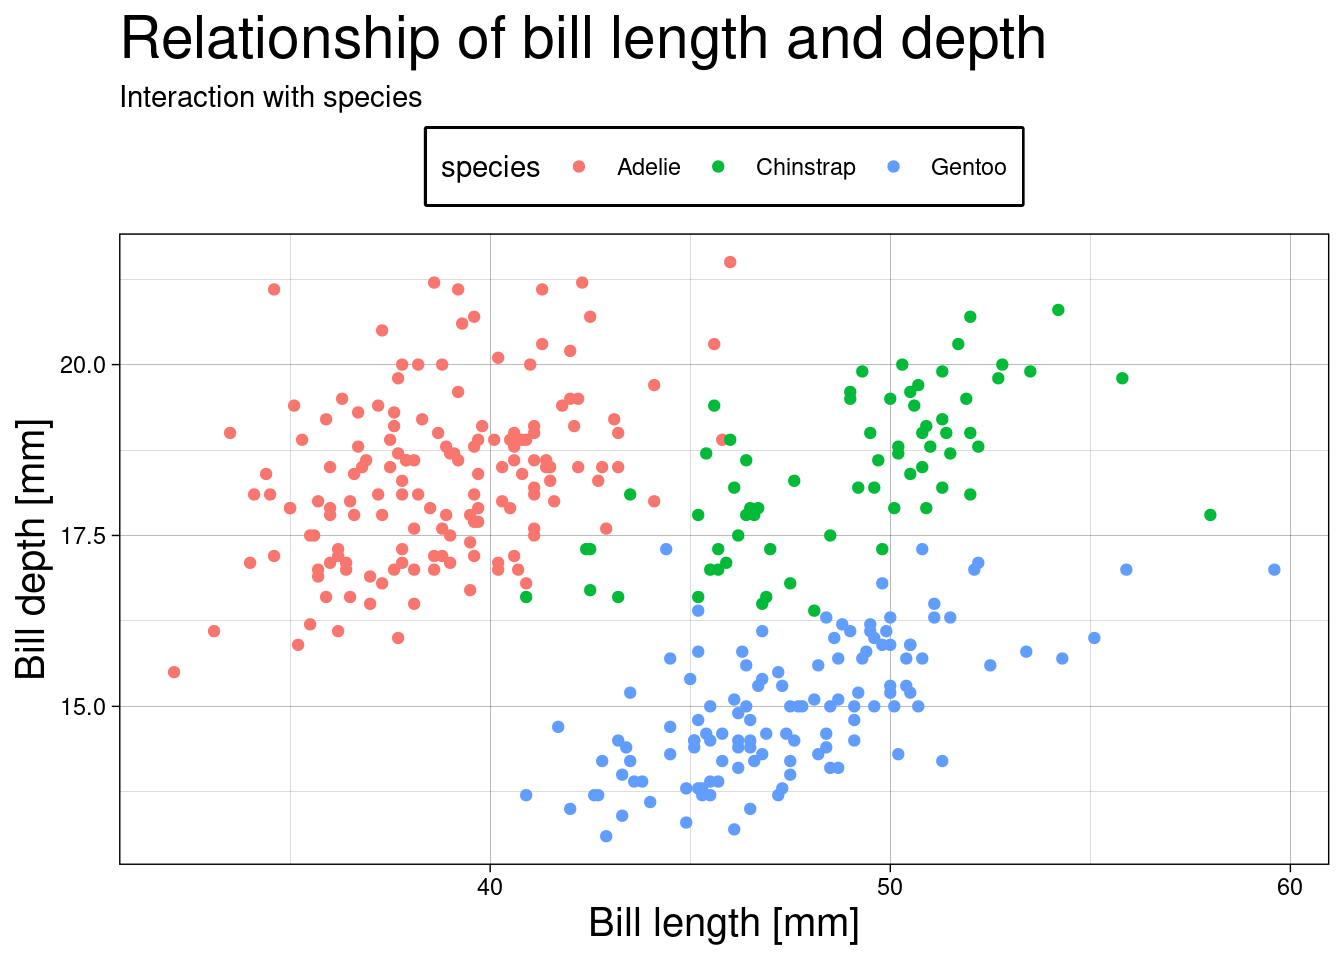 Relationship of bill length and depth
Interaction with species
species Adelie Chinstrap Gentoo
20.0
17.5
15.0
Bill depth [mm]
40 50 60
Bill length [mm]